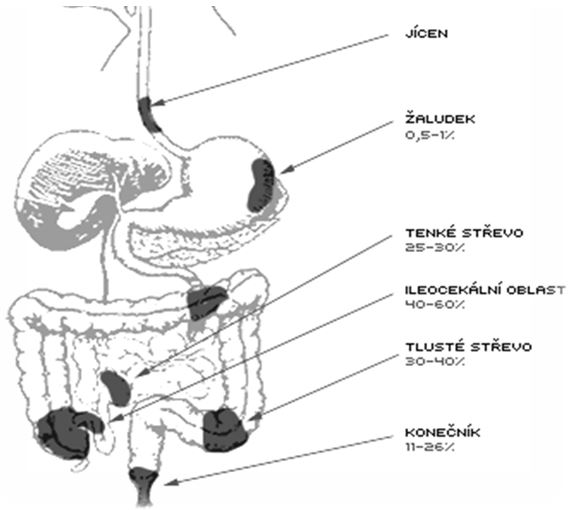 JÍCEN
ŽALUDEK
0,5-1%
TENKÉ STŘEVO
25-30%
ILEOCEKÁLNÍ OBLAST
40-60%
TLUSTÉ STŘEVO
30-40%
KONEČNÍK
11-26%